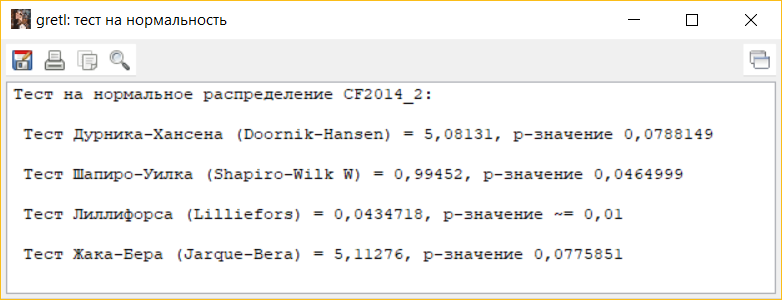 gretl: тест на нормальность
Тест на нормальное распределение CF2014_2:
Тест Дурника-Хансена (Doornik-Hansen) = 5,08131, p-значение 0,0788149
Тест Шапиро-Уилка (Shapiro-Wilk W) = 0,99452, p-значение 0,0464999
Тест Лиллифорса (Lilliefors) = 0,0434718, p-значение ~= 0,01
Тест Жака-Бера (Jarque-Bera) = 5,11276, p-значение 0,0775851